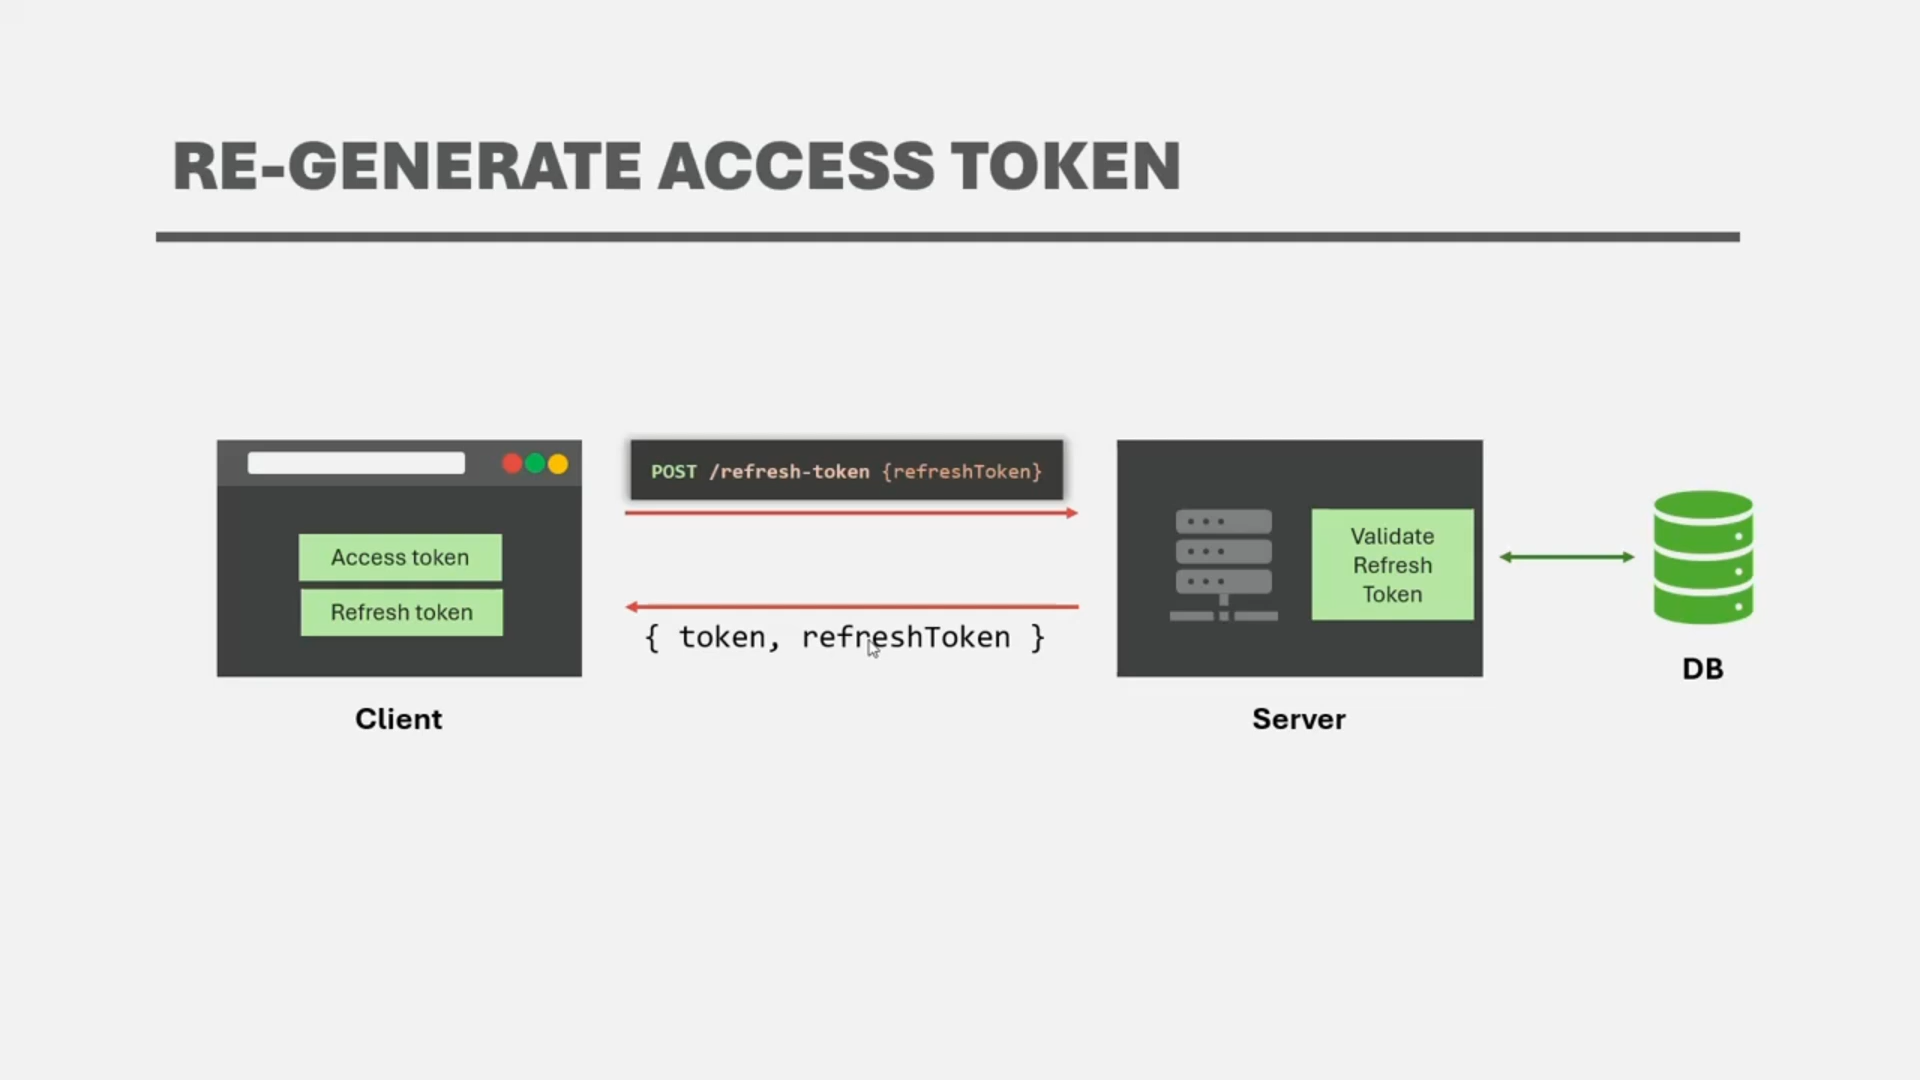 RE-GENERATE ACCESS TOKEN
POST /refresh-token {refreshToken}
Access token
Refresh token
{ token, refreshToken }
Validate
Refresh
Token
Client
Server
DB